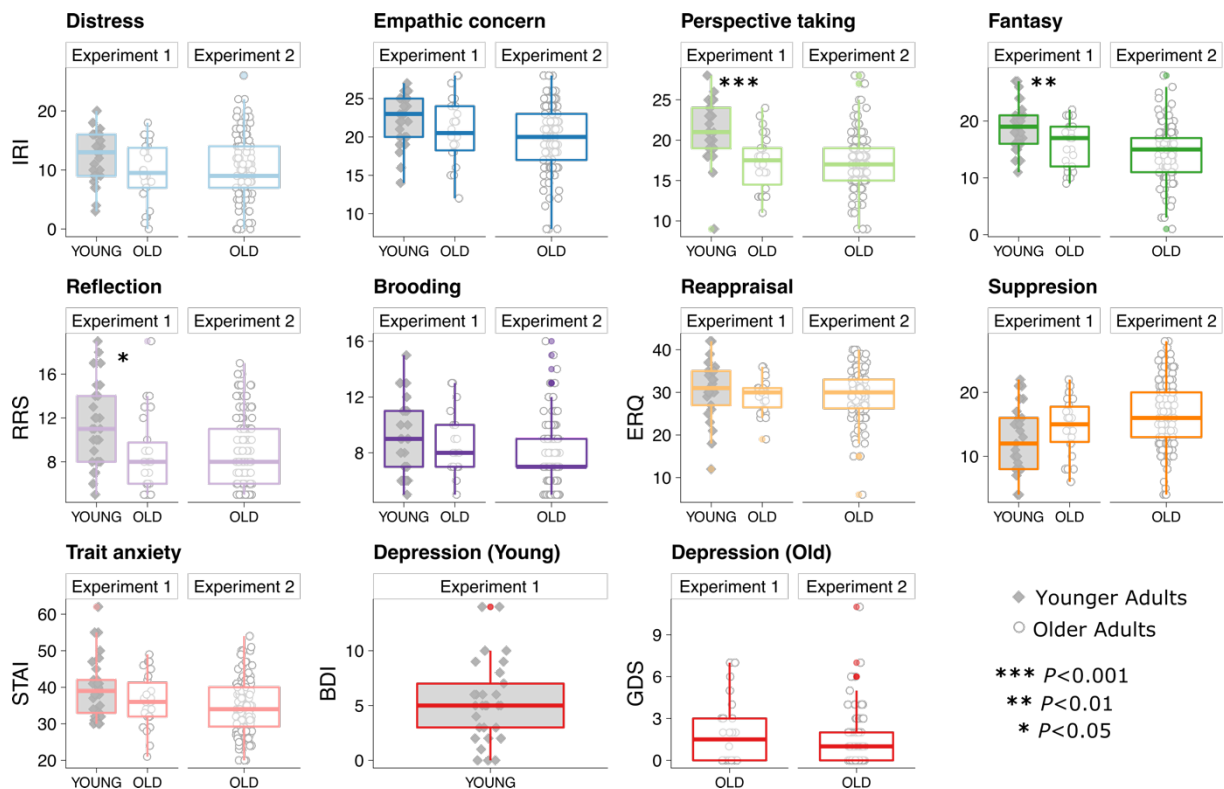 Distress
Empathic concern
Perspective taking
Fantasy
Experiment 1 Experiment 2
Experiment 1 Experiment 2
Experiment 1 Experiment 2
Experiment 1 Experiment 2
IRI
20
10
0
25
20
15
10
25
20
15
10
20
10
0
***
**
YOUNG OLD OLD
YOUNG OLD OLD
YOUNG OLD OLD
YOUNG OLD OLD
Reflection
Brooding
Reappraisal
Suppresion
Experiment 1 Experiment 2
Experiment 1 Experiment 2
Experiment 1 Experiment 2
Experiment 1 Experiment 2
RRS
16
12
8
*
16
12
8
ERQ
40
30
20
10
20
10
YOUNG OLD OLD
YOUNG OLD OLD
YOUNG OLD OLD
YOUNG OLD OLD
Trait anxiety
Depression (Young)
Depression (Old)
Experiment 1 Experiment 2
Experiment 1
Experiment 1 Experiment 2
STAI
60
50
40
30
20
BDI
10
5
0
GDS
9
6
3
0
YOUNG OLD OLD
YOUNG
OLD OLD
Younger Adults
Older Adults
*** P<0.001
** P<0.01
* P<0.05